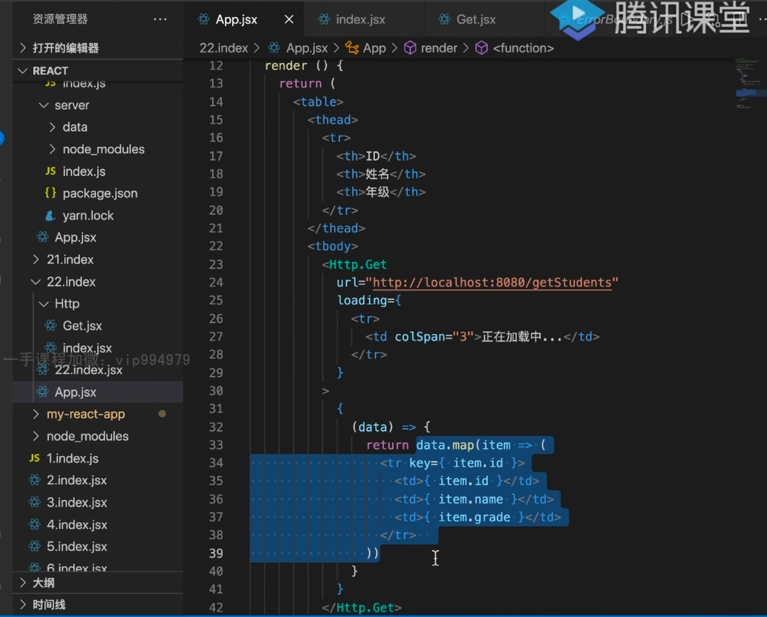 资源管理器 ···
App.jsx ×
index.jsx
Get.jsx
ErrorBoundary.js
腾讯课堂
打开的编辑器
22.index > App.jsx > App > render > <function>
REACT
index.js
server
data
node_modules
index.js
package.json
yarn.lock
App.jsx
21.index
22.index
Http
Get.jsx
index.jsx
一手课程加微：vip994979
22.index.jsx
App.jsx
my-react-app
node_modules
1.index.js
2.index.jsx
3.index.jsx
4.index.jsx
5.index.jsx
6.index.jsx
大纲
时间线
12 render () {
13 return (
14 <table>
15 <thead>
16 <tr>
17 <th>ID</th>
18 <th>姓名</th>
19 <th>年级</th>
20 </tr>
21 </thead>
22 <tbody>
23 <Http.Get
24 url="http://localhost:8080/getStudents"
25 loading={
26 <tr>
27 <td colSpan="3">正在加载中...</td>
28 </tr>
29 }
30 >
31 {
32 (data) => {
33 return data.map(item => (
34 <tr key={ item.id }>
35 <td>{ item.id }</td>
36 <td>{ item.name }</td>
37 <td>{ item.grade }</td>
38 </tr>
39 ))
40 }
41 }
42 </Http.Get>